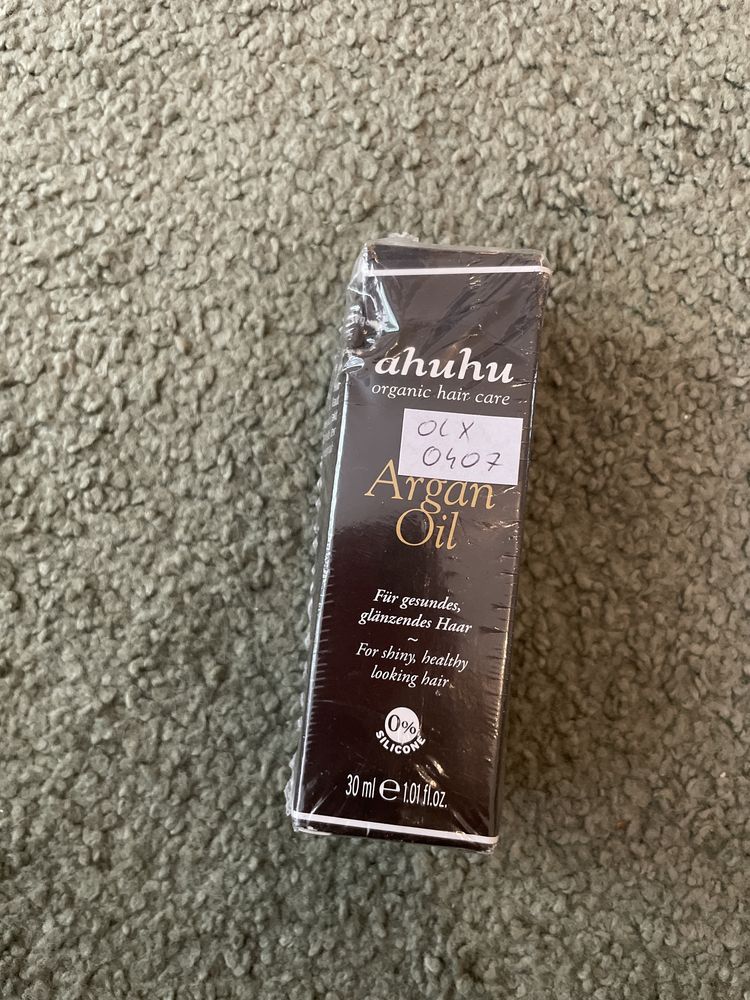 ahuhu
organic hair care
OLX
0407
Argan
Oil
Für gesundes,
glänzendes Haar
~
For shiny, healthy
looking hair
0%
SILICONE
30 ml ℮ 1.01 fl.oz.